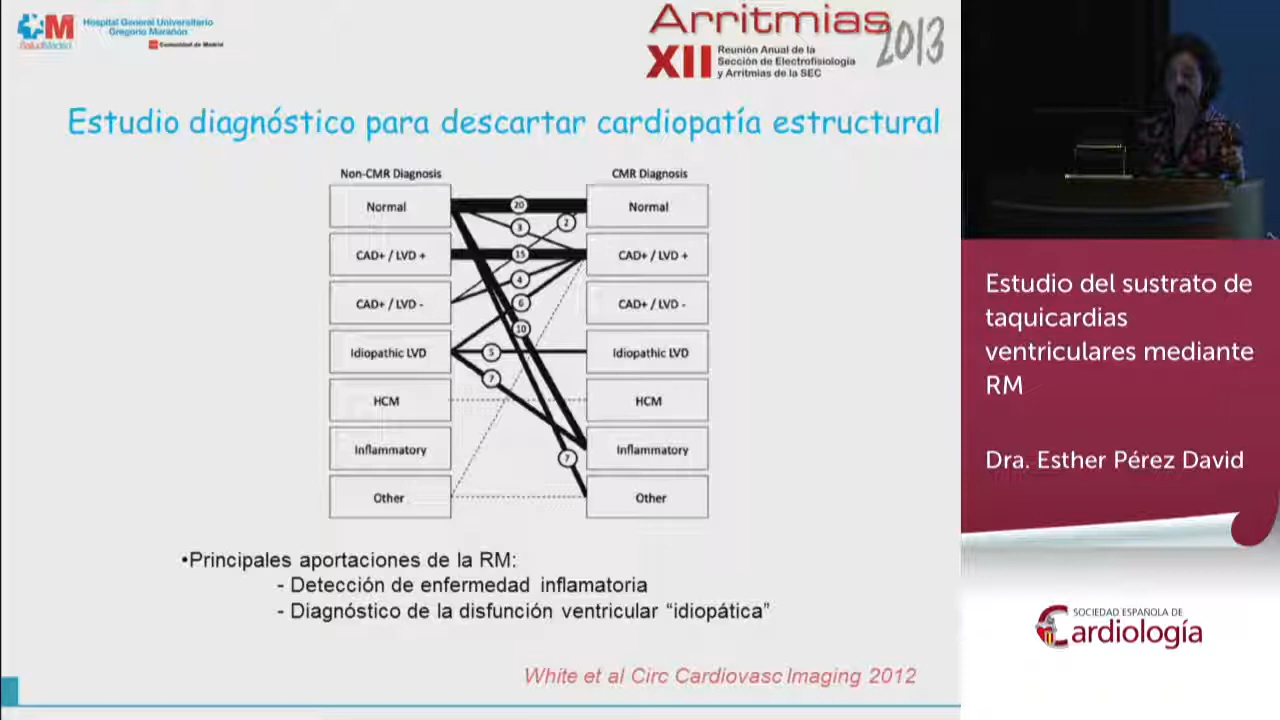 SaludMadrid
Hospital General Universitario
Gregorio Marañón
Comunidad de Madrid
Arritmias
2013
XII
Reunión Anual de la
Sección de Electrofisiología
y Arritmias de la SEC
Estudio diagnóstico para descartar cardiopatía estructural
Non-CMR Diagnosis
CMR Diagnosis
Normal
20
Normal
3
2
CAD+ / LVD +
15
CAD+ / LVD +
4
CAD+ / LVD -
6
CAD+ / LVD -
10
Idiopathic LVD
5
Idiopathic LVD
7
HCM
HCM
Inflammatory
Inflammatory
7
Other
Other
•Principales aportaciones de la RM:
- Detección de enfermedad inflamatoria
- Diagnóstico de la disfunción ventricular “idiopática”
White et al Circ Cardiovasc Imaging 2012
Estudio del sustrato de
taquicardias
ventriculares mediante
RM
Dra. Esther Pérez David
SOCIEDAD ESPAÑOLA DE
Cardiología